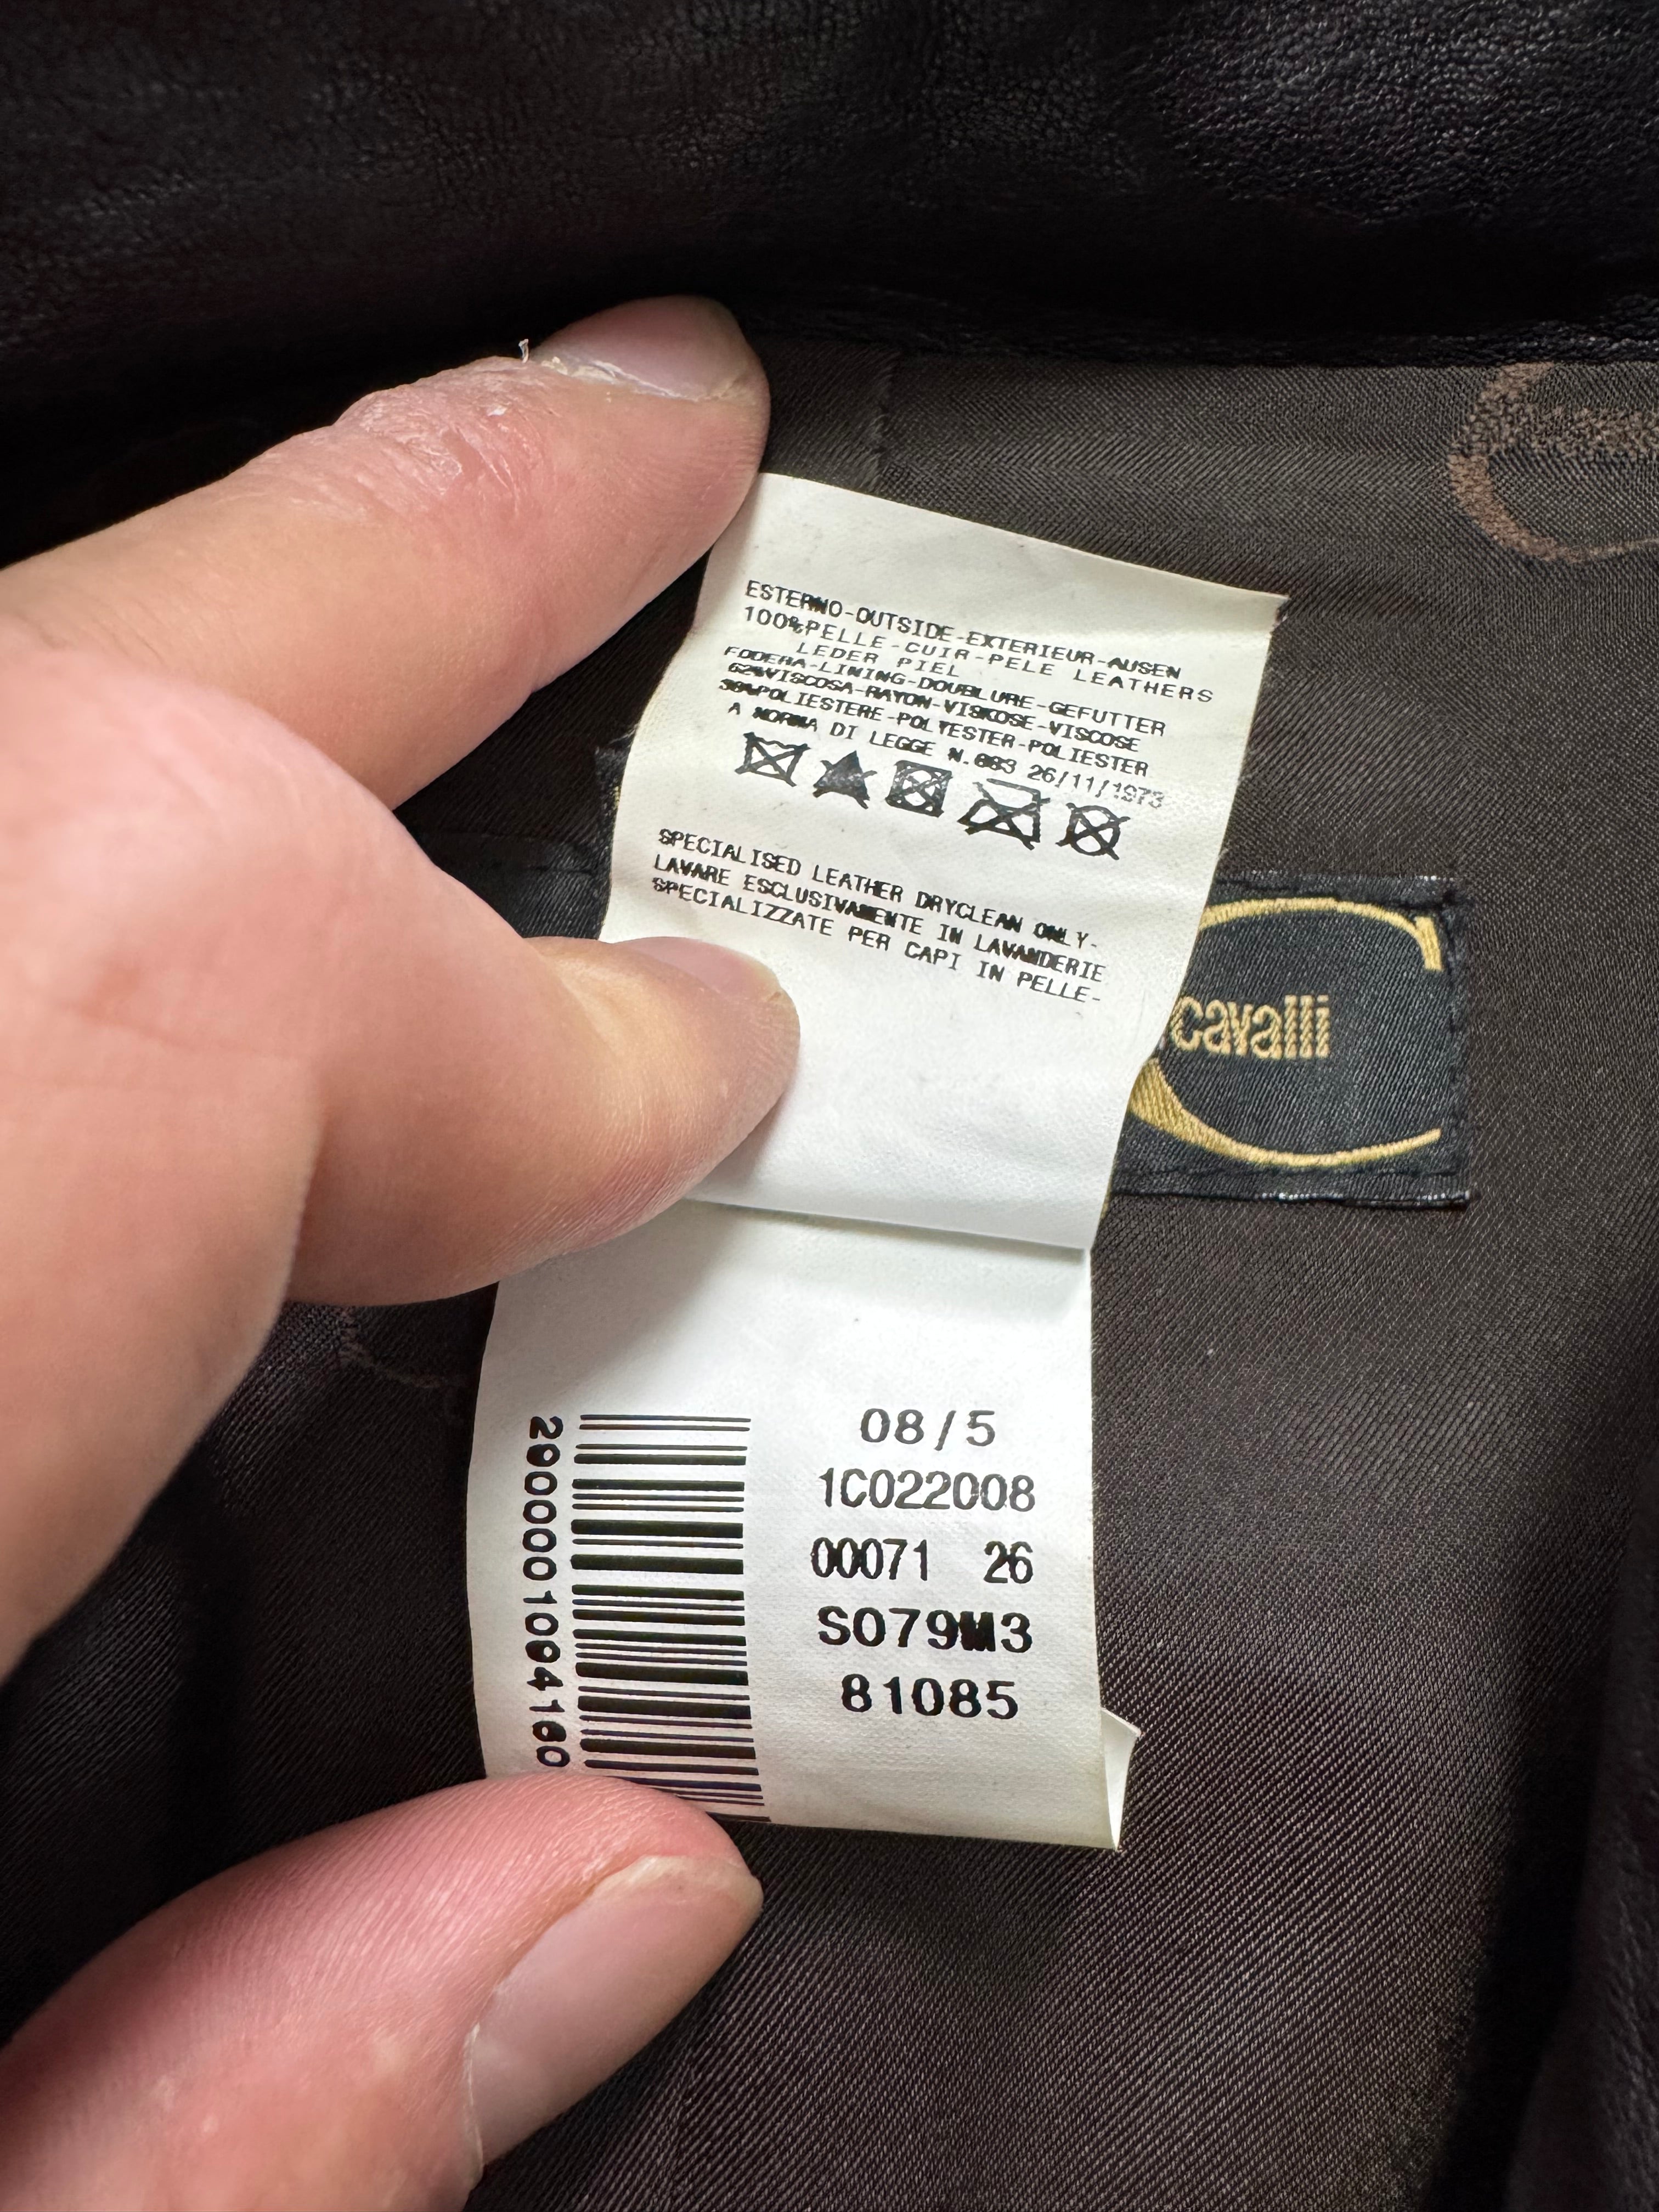 ESTERNO-OUTSIDE-EXTERIEUR-AUSEN
100%PELLE-CUIR-PELE LEATHERS
LEDER PIEL
FODERA-LINING-DOUBLURE-GEFUTTER
62%VISCOSA-RAYON-VISKOSE-VISCOSE
38%POLIESTERE-POLYESTER-POLIESTER
A NORMA DI LEGGE N.883 26/11/1973
SPECIALISED LEATHER DRYCLEAN ONLY-
LAVARE ESCLUSIVAMENTE IN LAVANDERIE
SPECIALIZZATE PER CAPI IN PELLE-
cavalli
08/5
1C022008
00071 26
S079M3
81085
2000001004160